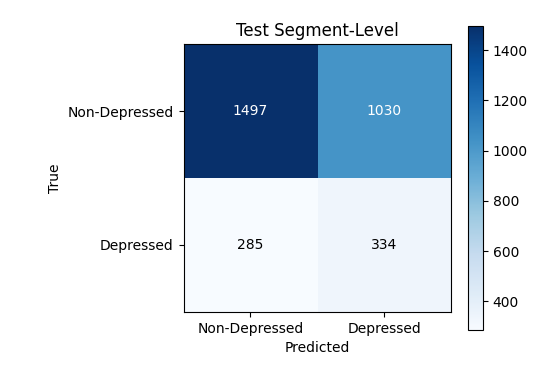 Test Segment-Level
Non-Depressed
1497
1030
Depressed
285
334
Non-Depressed
Depressed
Predicted
True
1400
1200
1000
800
600
400